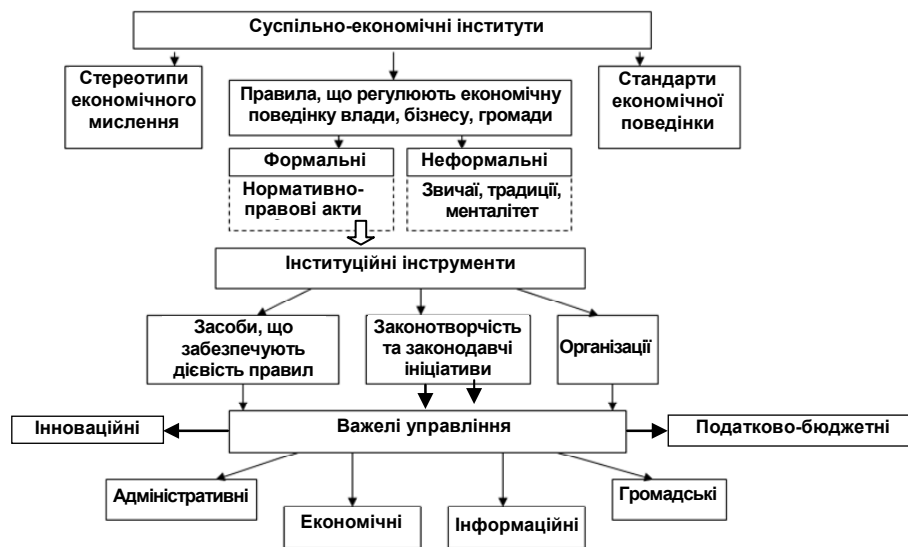 Суспільно-економічні інститути
Стереотипи
економічного
мислення
Правила, що регулюють економічну
поведінку влади, бізнесу, громади
Стандарти
економічної
поведінки
Формальні
Неформальні
Нормативно-
правові акти
Звичаї, традиції,
менталітет
Інституційні інструменти
Засоби, що
забезпечують
дієвість правил
Законотворчість
та законодавчі
ініціативи
Організації
Інноваційні
Важелі управління
Податково-бюджетні
Адміністративні
Економічні
Інформаційні
Громадські